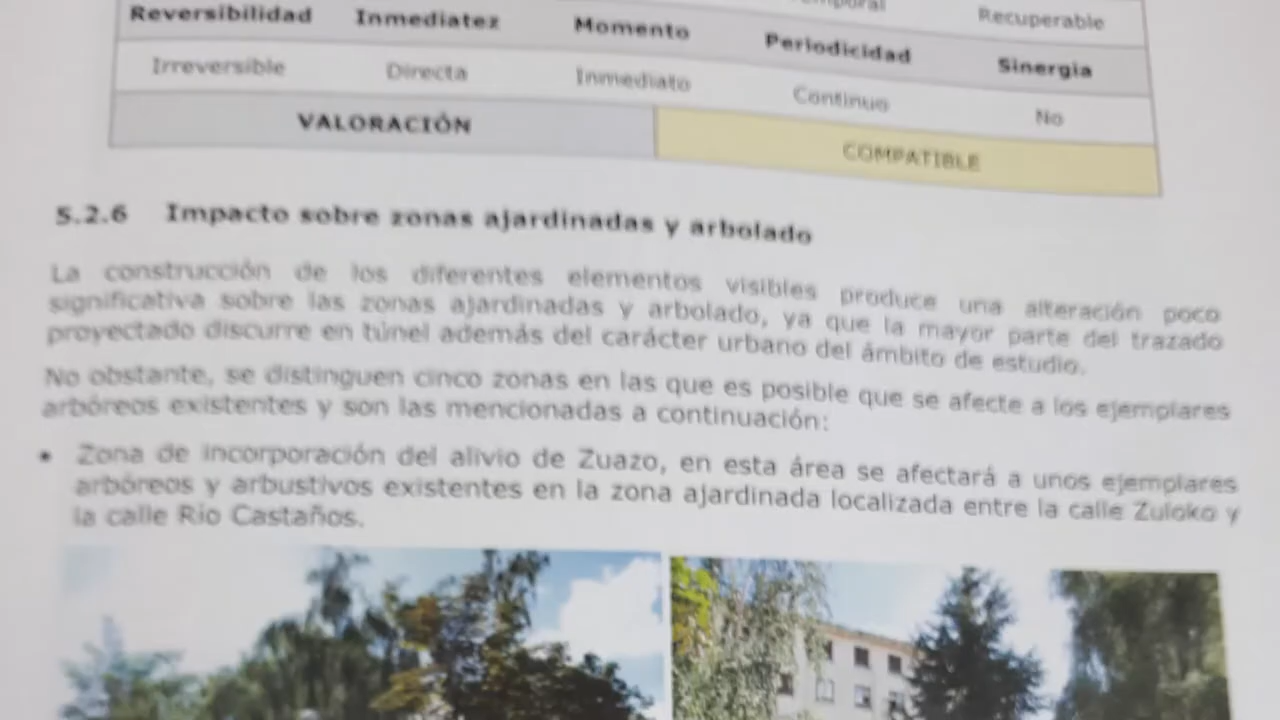 Recuperable
Reversibilidad Inmediatez Momento Periodicidad Sinergia
Irreversible Directa Inmediato Continuo No
VALORACIÓN COMPATIBLE
5.2.6 Impacto sobre zonas ajardinadas y arbolado
La construcción de los diferentes elementos visibles produce una alteración poco
significativa sobre las zonas ajardinadas y arbolado, ya que la mayor parte del trazado
proyectado discurre en túnel además del carácter urbano del ámbito de estudio.
No obstante, se distinguen cinco zonas en las que es posible que se afecte a los ejemplares
arbóreos existentes y son las mencionadas a continuación:
• Zona de incorporación del alivio de Zuazo, en esta área se afectará a unos ejemplares
arbóreos y arbustivos existentes en la zona ajardinada localizada entre la calle Zuloko y
la calle Río Castaños.